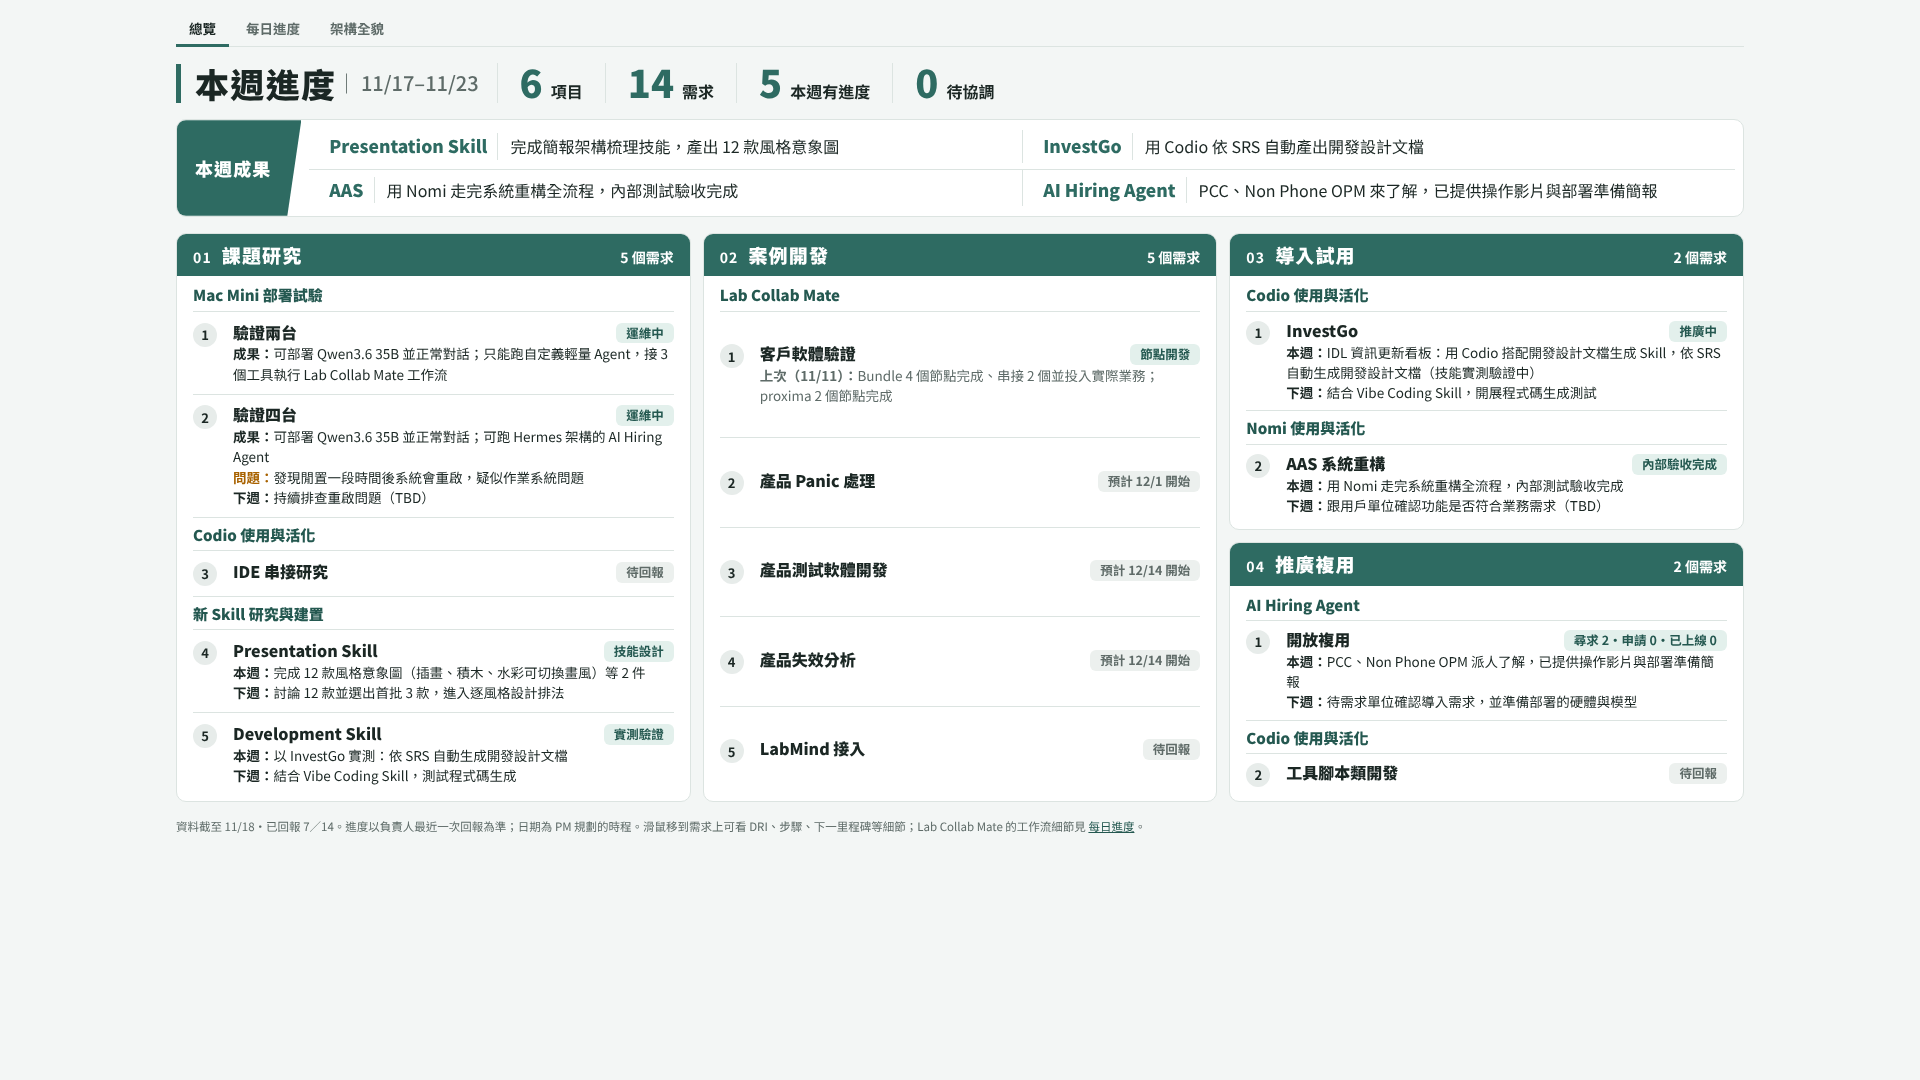 總覽 每日進度 架構全貌
本週進度 11/17–11/23 6 項目 14 需求 5 本週有進度 0 待協調
本週成果
Presentation Skill 完成簡報架構梳理技能，產出 12 款風格意象圖
InvestGo 用 Codio 依 SRS 自動產出開發設計文檔
AAS 用 Nomi 走完系統重構全流程，內部測試驗收完成
AI Hiring Agent PCC、Non Phone OPM 來了解，已提供操作影片與部署準備簡報
01 課題研究 5 個需求
Mac Mini 部署試驗
1 驗證兩台 運維中
成果：可部署 Qwen3.6 35B 並正常對話；只能跑自定義輕量 Agent，接 3
個工具執行 Lab Collab Mate 工作流
2 驗證四台 運維中
成果：可部署 Qwen3.6 35B 並正常對話；可跑 Hermes 架構的 AI Hiring
Agent
問題：發現閒置一段時間後系統會重啟，疑似作業系統問題
下週：持續排查重啟問題（TBD）
Codio 使用與活化
3 IDE 串接研究 待回報
新 Skill 研究與建置
4 Presentation Skill 技能設計
本週：完成 12 款風格意象圖（插畫、積木、水彩可切換畫風）等 2 件
下週：討論 12 款並選出首批 3 款，進入逐風格設計排法
5 Development Skill 實測驗證
本週：以 InvestGo 實測：依 SRS 自動生成開發設計文檔
下週：結合 Vibe Coding Skill，測試程式碼生成
02 案例開發 5 個需求
Lab Collab Mate
1 客戶軟體驗證 節點開發
上次（11/11）：Bundle 4 個節點完成、串接 2 個並投入實際業務；
proxima 2 個節點完成
2 產品 Panic 處理 預計 12/1 開始
3 產品測試軟體開發 預計 12/14 開始
4 產品失效分析 預計 12/14 開始
5 LabMind 接入 待回報
03 導入試用 2 個需求
Codio 使用與活化
1 InvestGo 推廣中
本週：IDL 資訊更新看板：用 Codio 搭配開發設計文檔生成 Skill，依 SRS
自動生成開發設計文檔（技能實測驗證中）
下週：結合 Vibe Coding Skill，開展程式碼生成測試
Nomi 使用與活化
2 AAS 系統重構 內部驗收完成
本週：用 Nomi 走完系統重構全流程，內部測試驗收完成
下週：跟用戶單位確認功能是否符合業務需求（TBD）
04 推廣複用 2 個需求
AI Hiring Agent
1 開放複用 尋求 2・申請 0・已上線 0
本週：PCC、Non Phone OPM 派人了解，已提供操作影片與部署準備簡
報
下週：待需求單位確認導入需求，並準備部署的硬體與模型
Codio 使用與活化
2 工具腳本類開發 待回報
資料截至 11/18・已回報 7／14。進度以負責人最近一次回報為準；日期為 PM 規劃的時程。滑鼠移到需求上可看 DRI、步驟、下一里程碑等細節；Lab Collab Mate 的工作流細節見 每日進度。